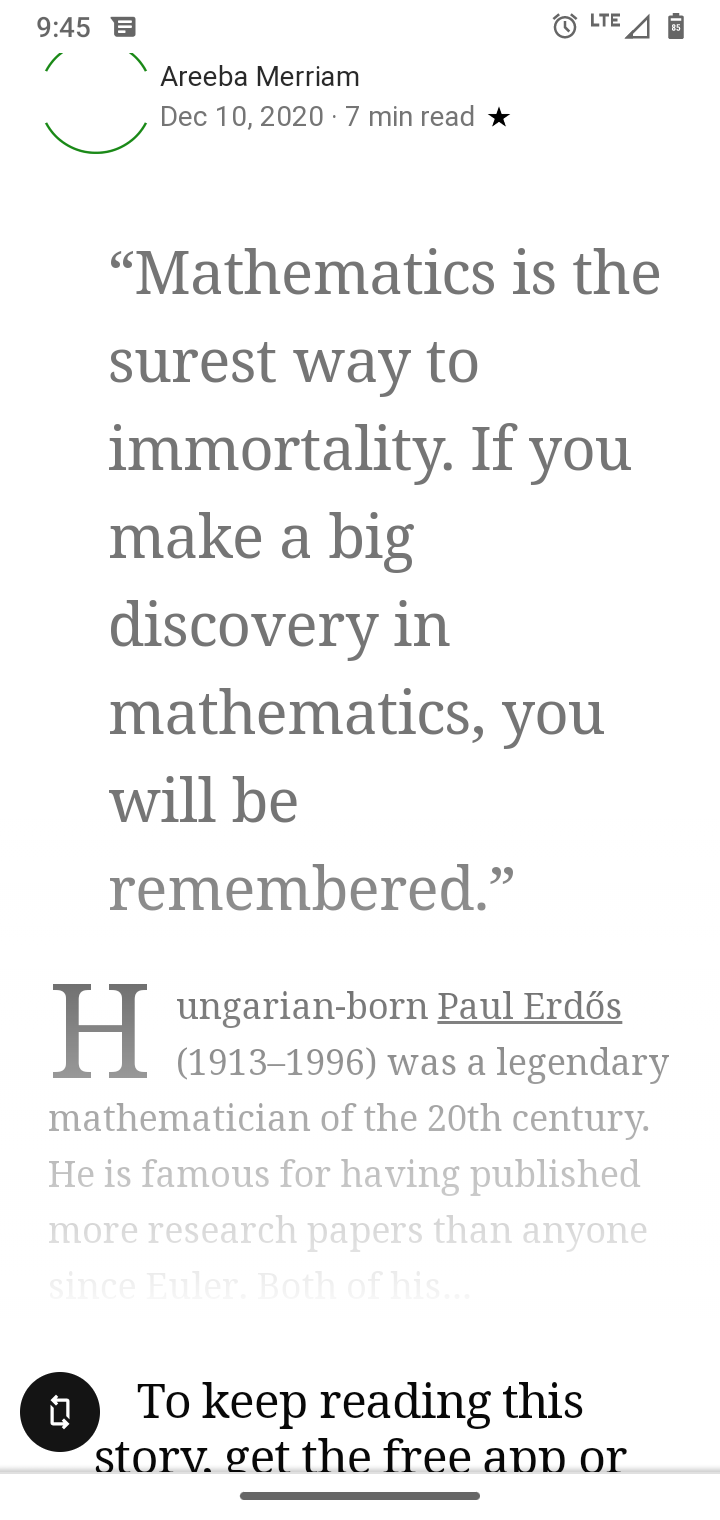 9:45
LTE
85
Areeba Merriam
Dec 10, 2020 · 7 min read ★
“Mathematics is the
surest way to
immortality. If you
make a big
discovery in
mathematics, you
will be
remembered.”
Hungarian-born Paul Erdős
(1913–1996) was a legendary
mathematician of the 20th century.
He is famous for having published
more research papers than anyone
since Euler. Both of his...
To keep reading this
story, get the free app or